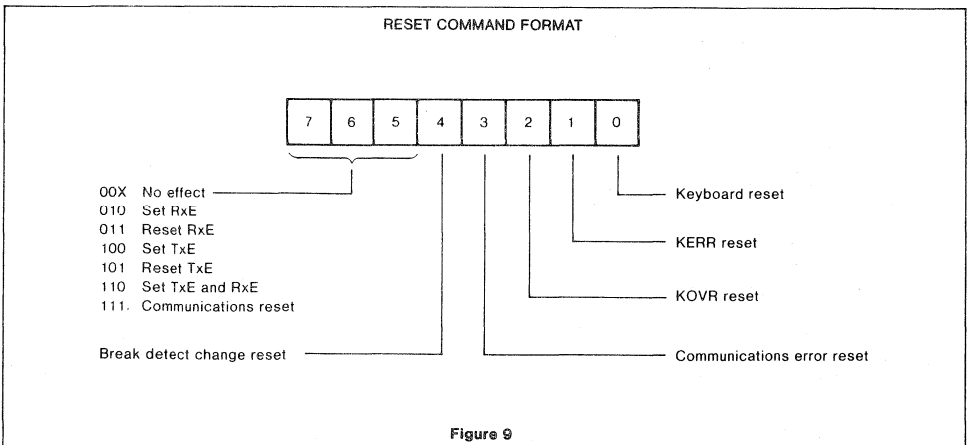 RESET COMMAND FORMAT
7 6 5 4 3 2 1 0
00X No effect
010 Set RxE
011 Reset RxE
100 Set TxE
101 Reset TxE
110 Set TxE and RxE
111. Communications reset
Break detect change reset
Keyboard reset
KERR reset
KOVR reset
Communications error reset
Figure 9